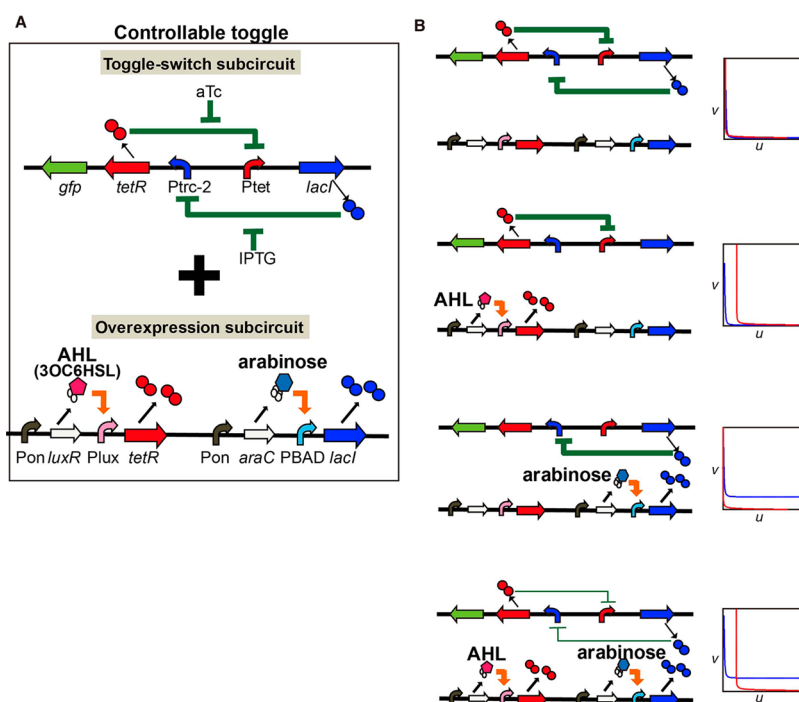 A
Controllable toggle
Toggle-switch subcircuit
aTc
gfp tetR Ptrc-2 Ptet lacI
IPTG
Overexpression subcircuit
AHL
(3OC6HSL)
arabinose
Pon luxR Plux tetR Pon araC PBAD lacI
B
v
u
AHL
v
u
arabinose
v
u
AHL arabinose
v
u